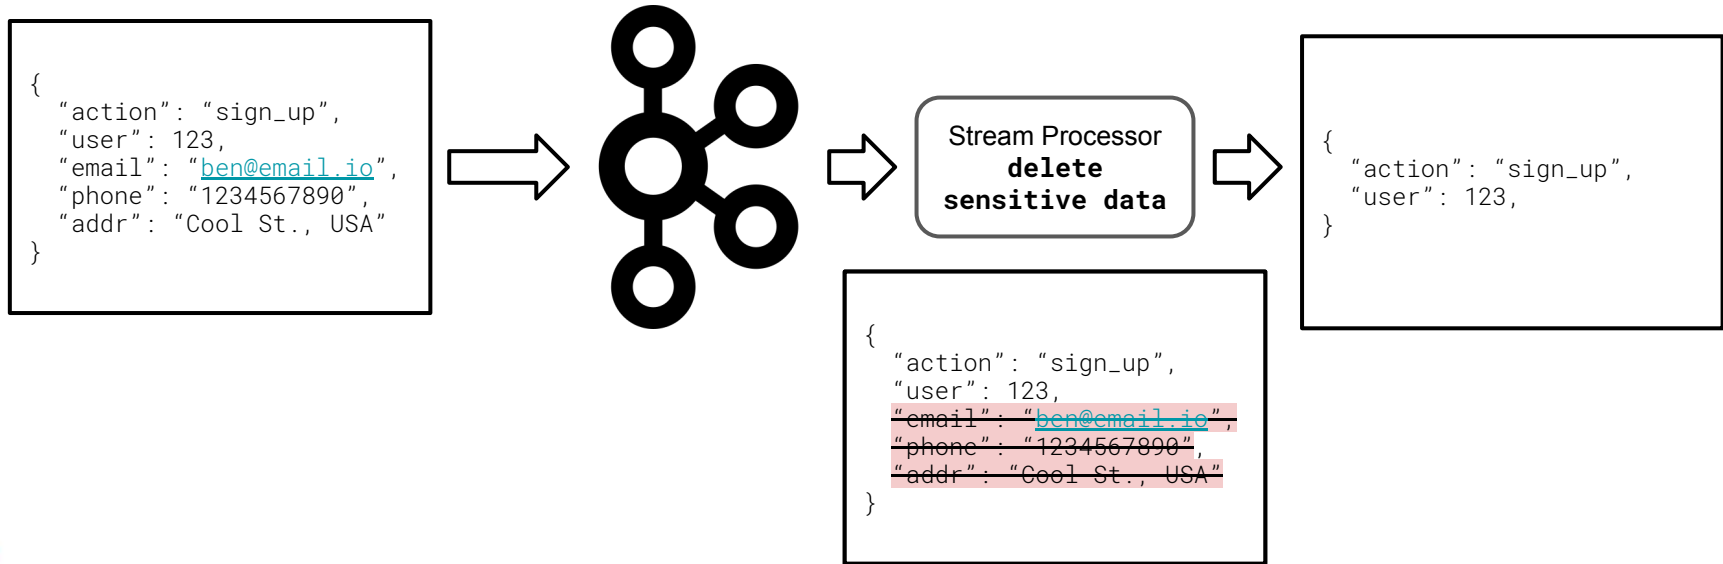 {
“action”: “sign_up”,
“user”: 123,
“email”: “ben@email.io”,
“phone”: “1234567890”,
“addr”: “Cool St., USA”
}
Stream Processor
delete
sensitive data
{
“action”: “sign_up”,
“user”: 123,
“email”: “ben@email.io”,
“phone”: “1234567890”,
“addr”: “Cool St., USA”
}
{
“action”: “sign_up”,
“user”: 123,
}